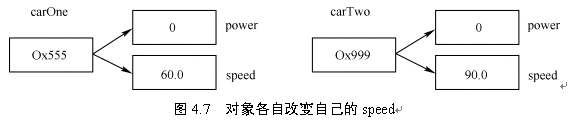 carOne carTwo
0 power 0 power
Ox555 Ox999
60.0 speed 90.0 speed
图 4.7 对象各自改变自己的 speed